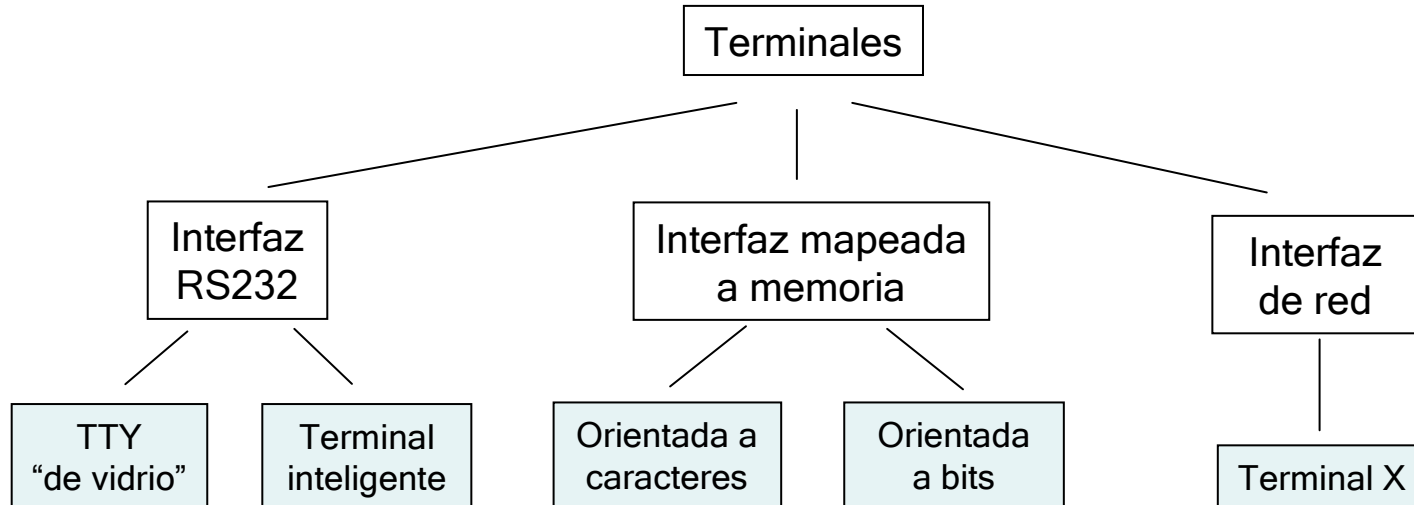 Terminales
Interfaz
RS232
Interfaz mapeada
a memoria
Interfaz
de red
TTY
“de vidrio”
Terminal
inteligente
Orientada a
caracteres
Orientada
a bits
Terminal X